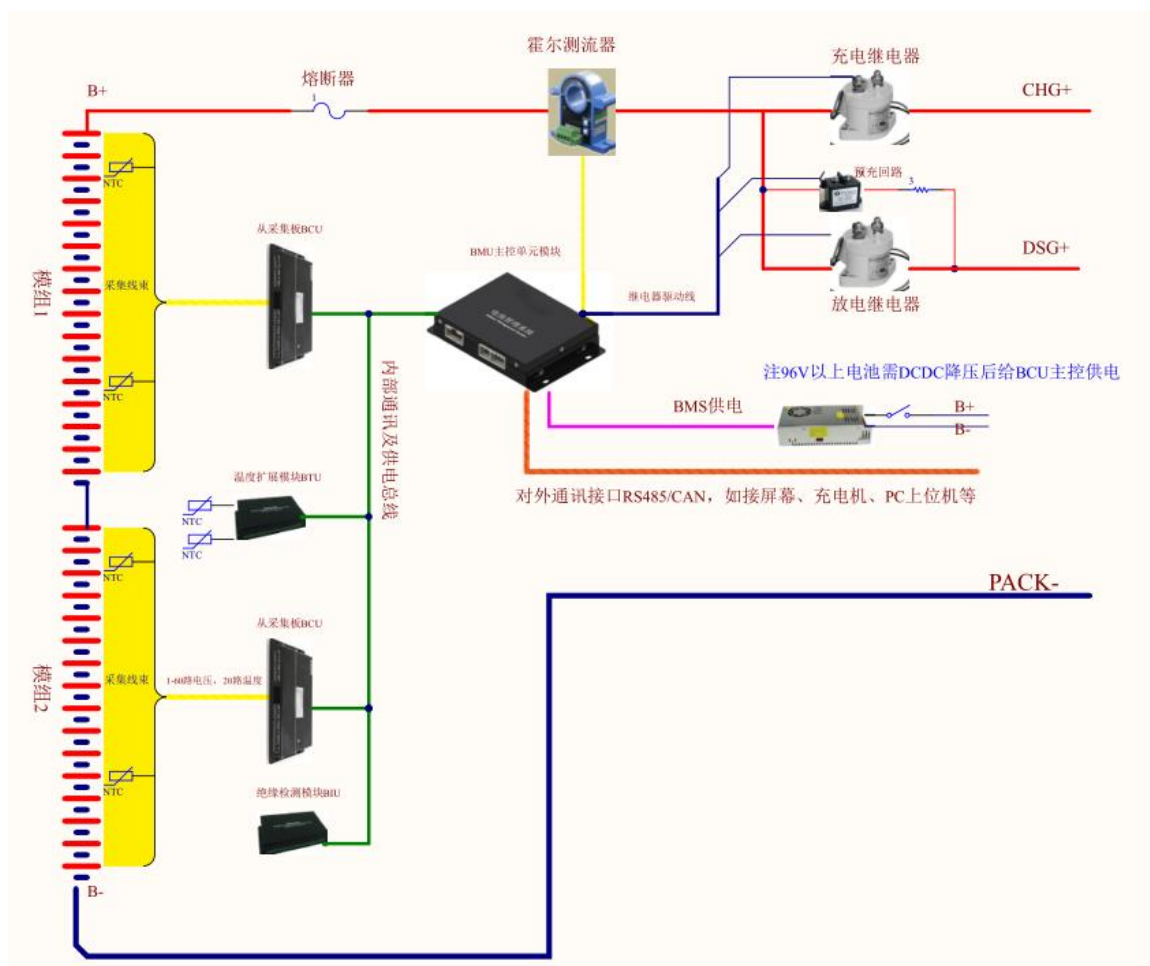 霍尔测流器
充电继电器
熔断器
B+
1
CHG+
NTC
预充回路
3
从采集板BCU
BMU主控单元模块
DSG+
模组1
采集线束
继电器驱动线
放电继电器
电池管理系统
注96V以上电池需DCDC降压后给BCU主控供电
NTC
内部通讯及供电总线
BMS供电
B+
B-
温度扩展模块BTU
对外通讯接口RS485/CAN，如接屏幕、充电机、PC上位机等
NTC
NTC
NTC
PACK-
从采集板BCU
模组2
采集线束
1-60路电压，20路温度
NTC
绝缘检测模块BIU
B-